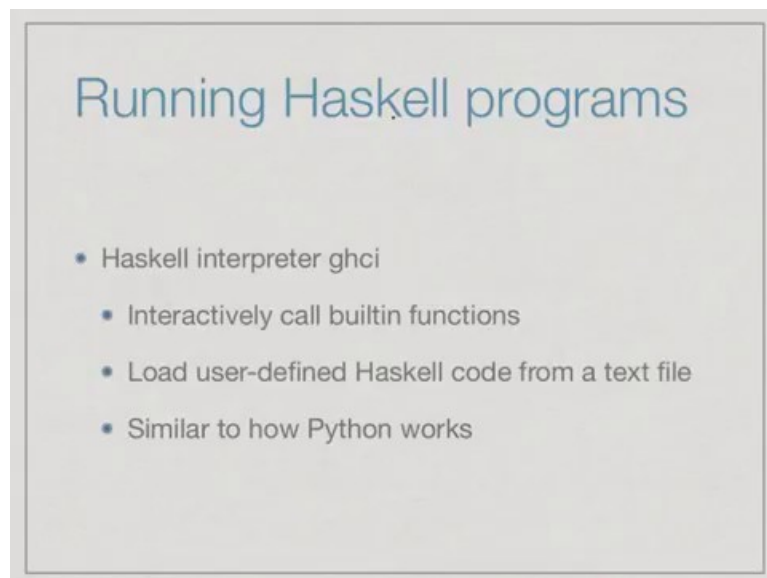 Running Haskell programs
• Haskell interpreter ghci
• Interactively call builtin functions
• Load user-defined Haskell code from a text file
• Similar to how Python works